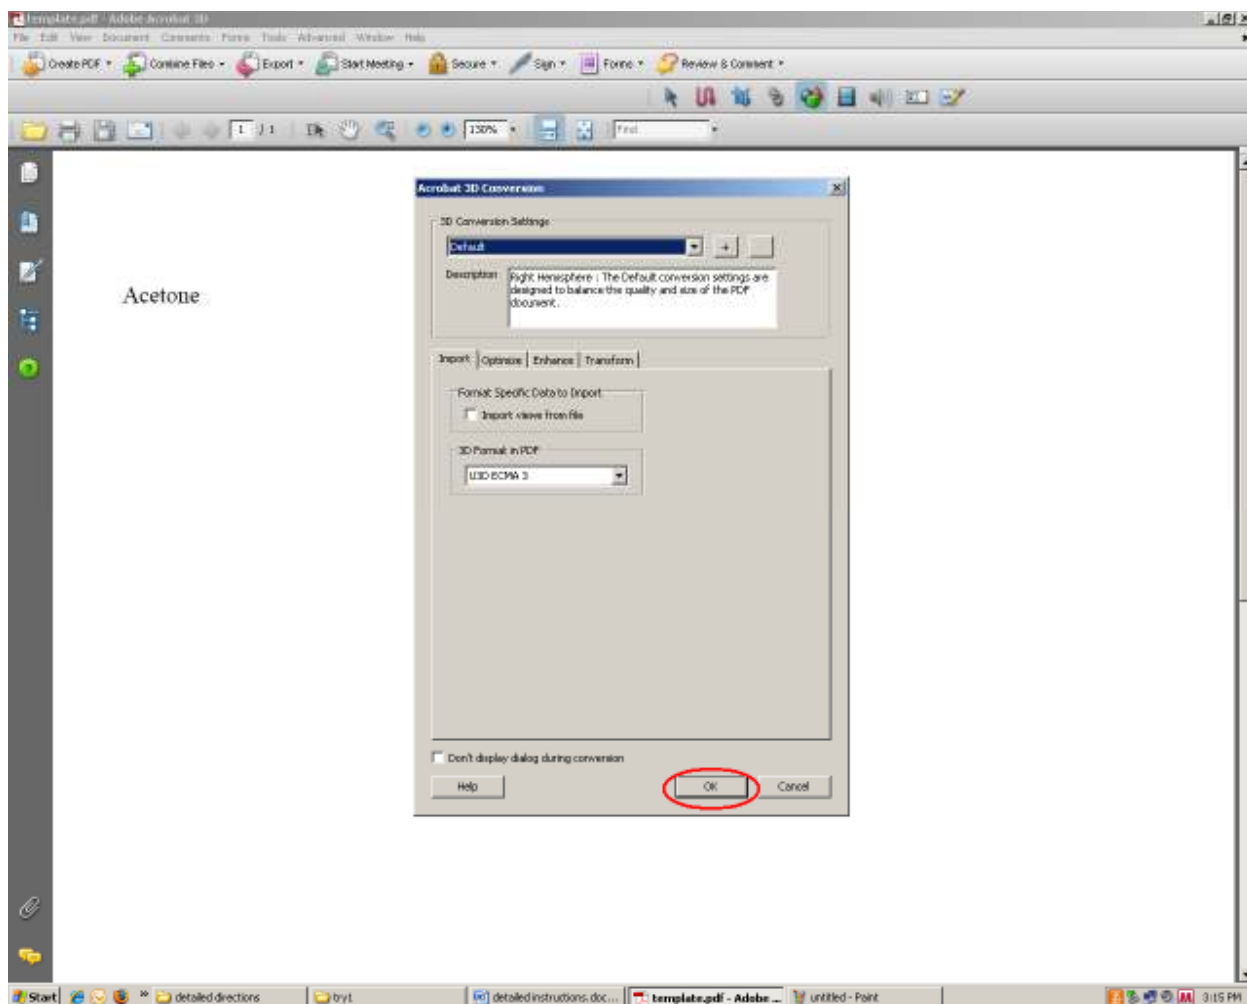 template.pdf - Adobe Acrobat 3D
File Edit View Document Comments Forms Tools Advanced Window Help
Create PDF Combine Files Export Start Meeting Secure Sign Forms Review & Comment
1 / 1 130% Find
Acrobat 3D Conversion
3D Conversion Settings
Default + 
Description Right Hemisphere : The Default conversion settings are
designed to balance the quality and size of the PDF
document.
Acetone
Import Optimize Enhance Transform
Format Specific Data to Import
Import views from file
3D Format in PDF
U3D ECMA 3
Don't display dialog during conversion
Help OK Cancel
Start » detailed directions tryt detailed instructions.doc... template.pdf - Adobe ... untitled - Paint 3:15 PM